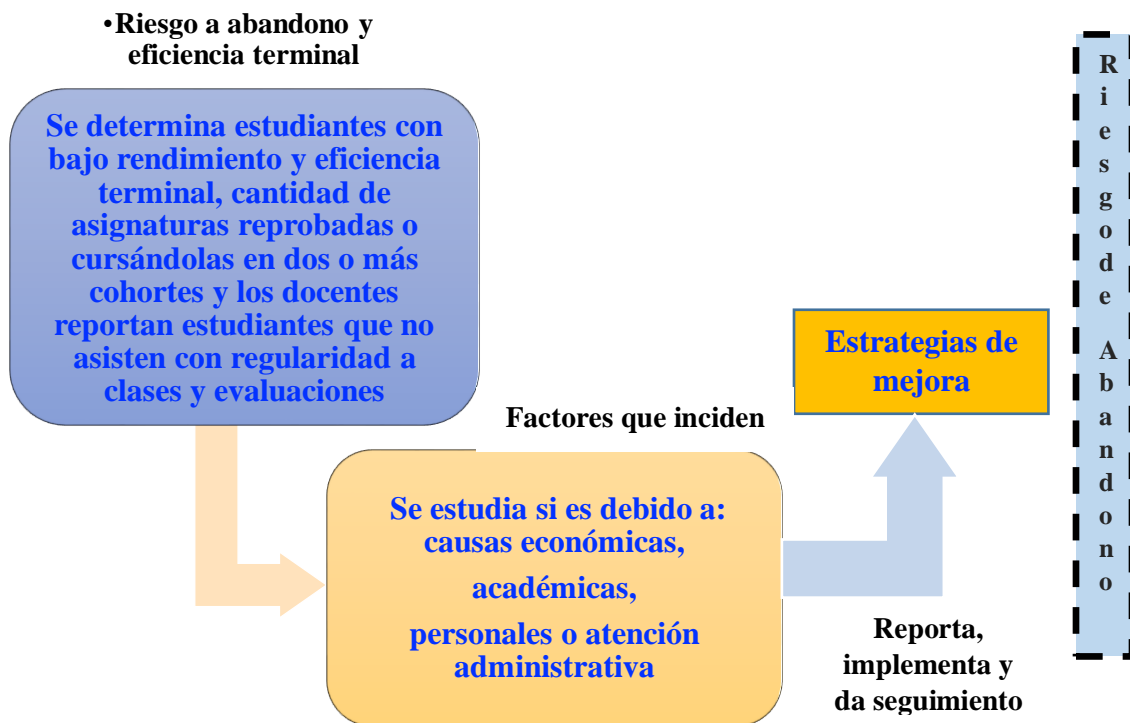 •Riesgo a abandono y
eficiencia terminal
Se determina estudiantes con
bajo rendimiento y eficiencia
terminal, cantidad de
asignaturas reprobadas o
cursándolas en dos o más
cohortes y los docentes
reportan estudiantes que no
asisten con regularidad a
clases y evaluaciones
Factores que inciden
Se estudia si es debido a:
causas económicas,
académicas,
personales o atención
administrativa
Estrategias de
mejora
Reporta,
implementa y
da seguimiento
Riesgode Abandono